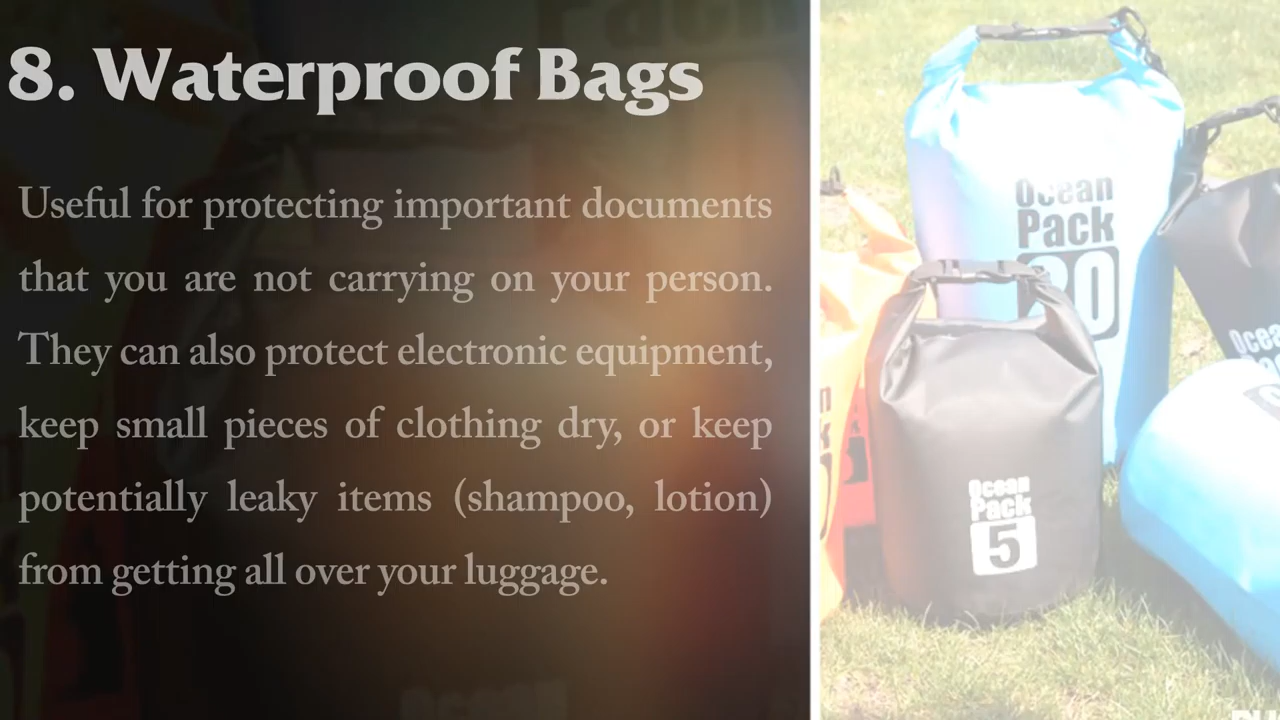 8. Waterproof Bags
Useful for protecting important documents
that you are not carrying on your person.
They can also protect electronic equipment,
keep small pieces of clothing dry, or keep
potentially leaky items (shampoo, lotion)
from getting all over your luggage.
Ocean
Pack
20
Ocean
Pack
5